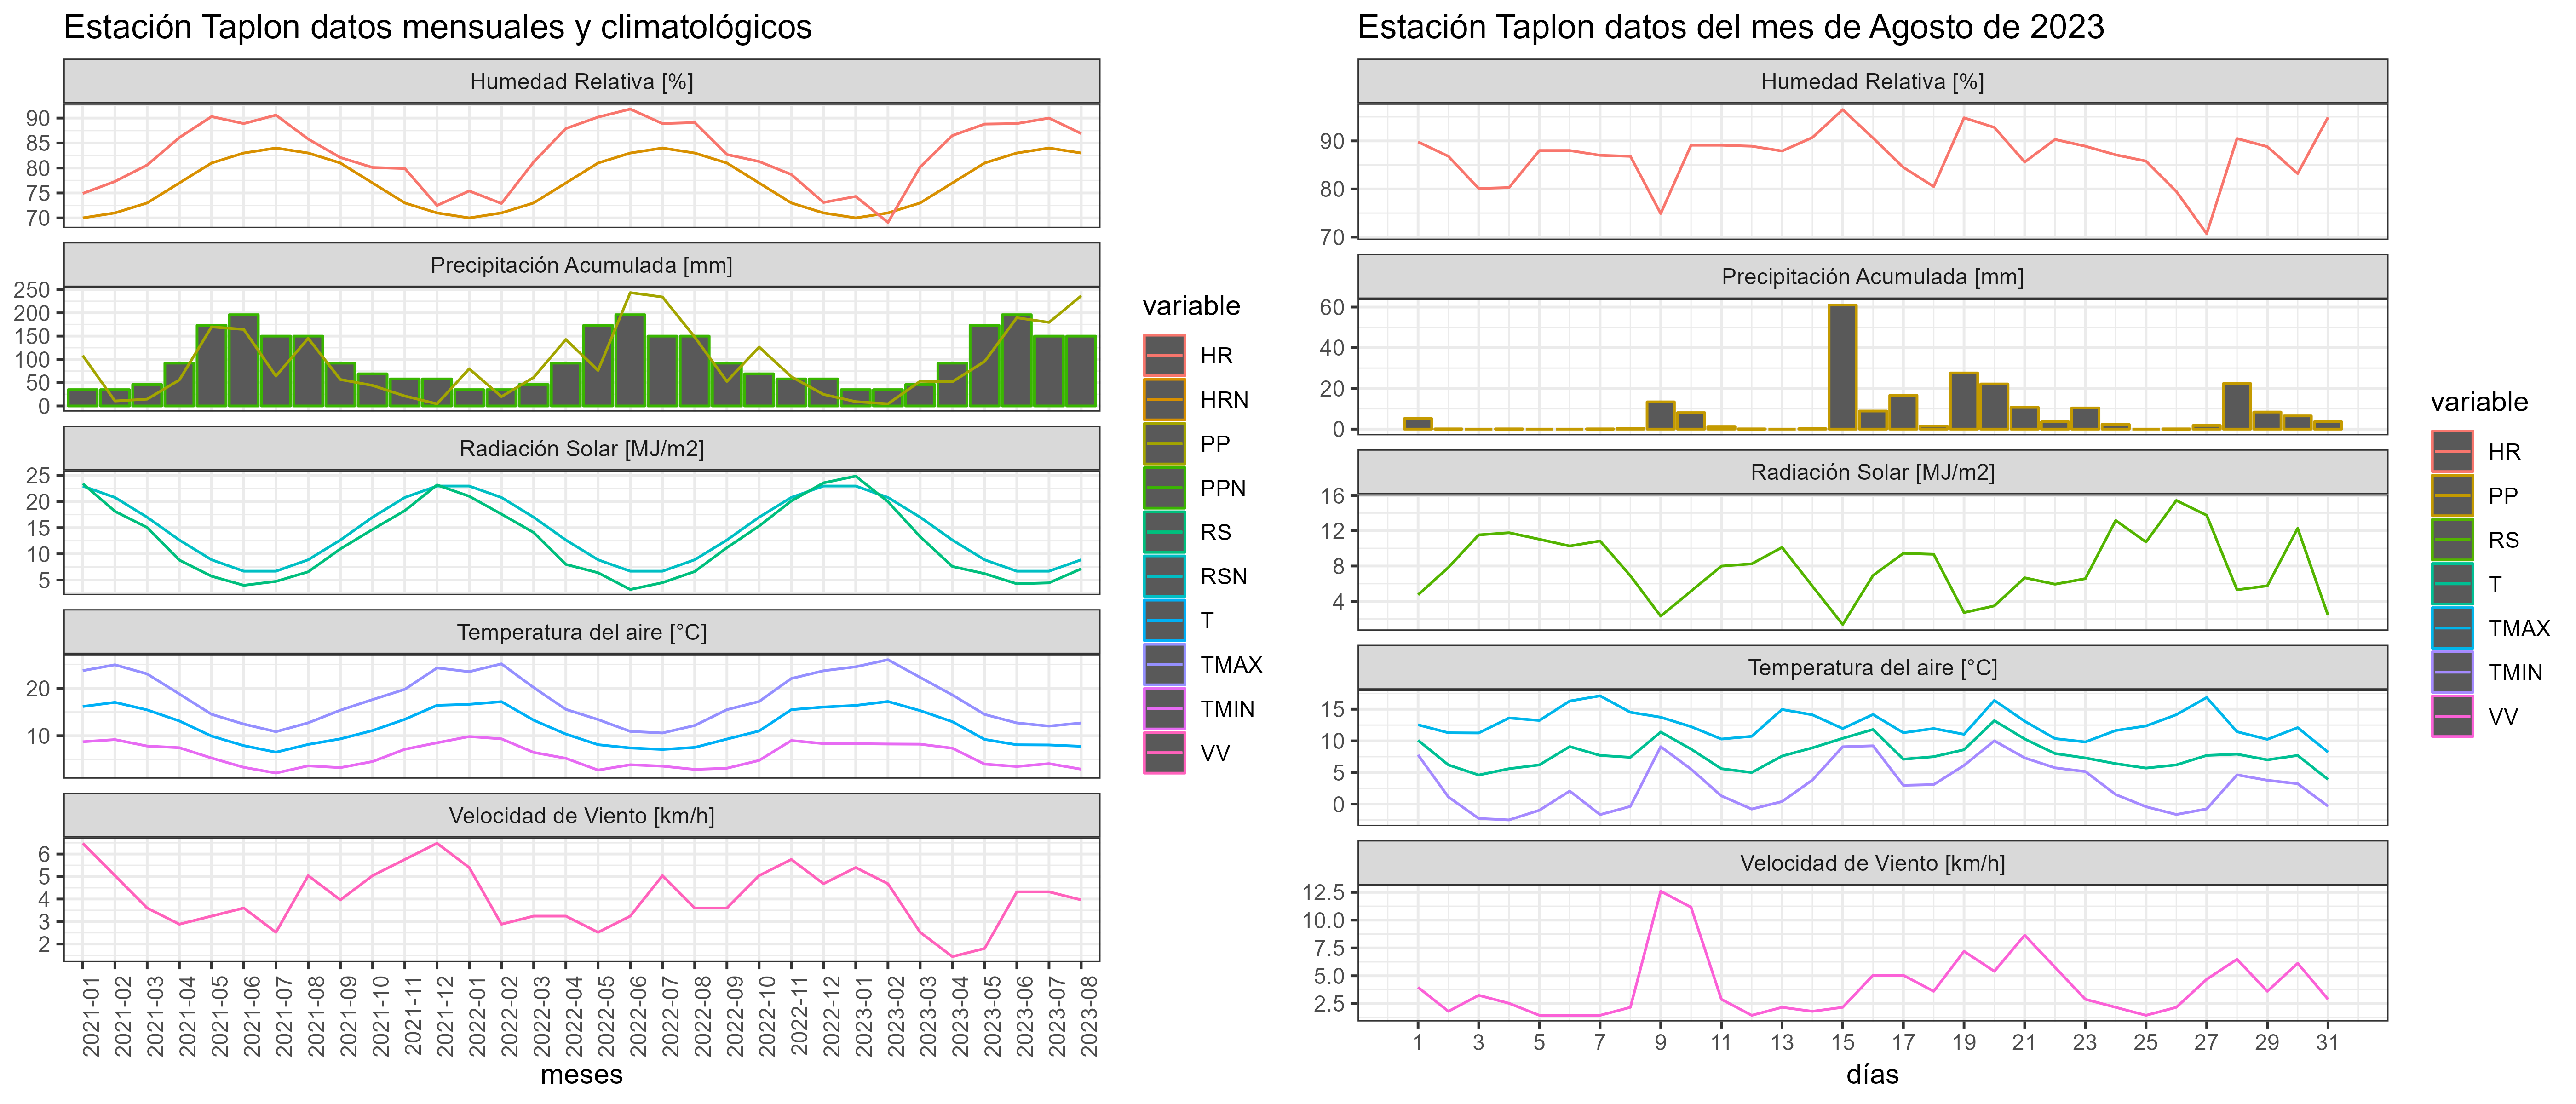 Estación Taplon datos mensuales y climatológicos
Humedad Relativa [%]
90
85
80
75
70
Precipitación Acumulada [mm]
250
200
150
100
50
0
Radiación Solar [MJ/m2]
25
20
15
10
5
Temperatura del aire [°C]
20
10
Velocidad de Viento [km/h]
6
5
4
3
2
2021-01
2021-02
2021-03
2021-04
2021-05
2021-06
2021-07
2021-08
2021-09
2021-10
2021-11
2021-12
2022-01
2022-02
2022-03
2022-04
2022-05
2022-06
2022-07
2022-08
2022-09
2022-10
2022-11
2022-12
2023-01
2023-02
2023-03
2023-04
2023-05
2023-06
2023-07
2023-08
meses
variable
HR
HRN
PP
PPN
RS
RSN
T
TMAX
TMIN
VV
Estación Taplon datos del mes de Agosto de 2023
Humedad Relativa [%]
90
80
70
Precipitación Acumulada [mm]
60
40
20
0
Radiación Solar [MJ/m2]
16
12
8
4
Temperatura del aire [°C]
15
10
5
0
Velocidad de Viento [km/h]
12.5
10.0
7.5
5.0
2.5
1 3 5 7 9 11 13 15 17 19 21 23 25 27 29 31
días
variable
HR
PP
RS
T
TMAX
TMIN
VV